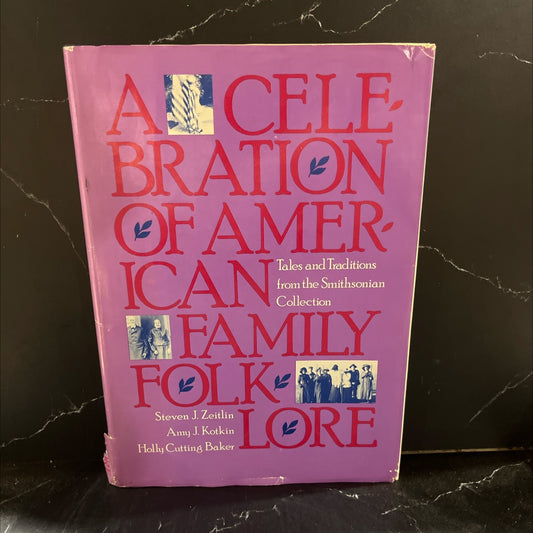 A CELE-
BRATION
OF AMER-
ICAN
Tales and Traditions
from the Smithsonian
Collection
FAMILY
FOLK-
LORE
Steven J. Zeitlin
Amy J. Kotkin
Holly Cutting Baker